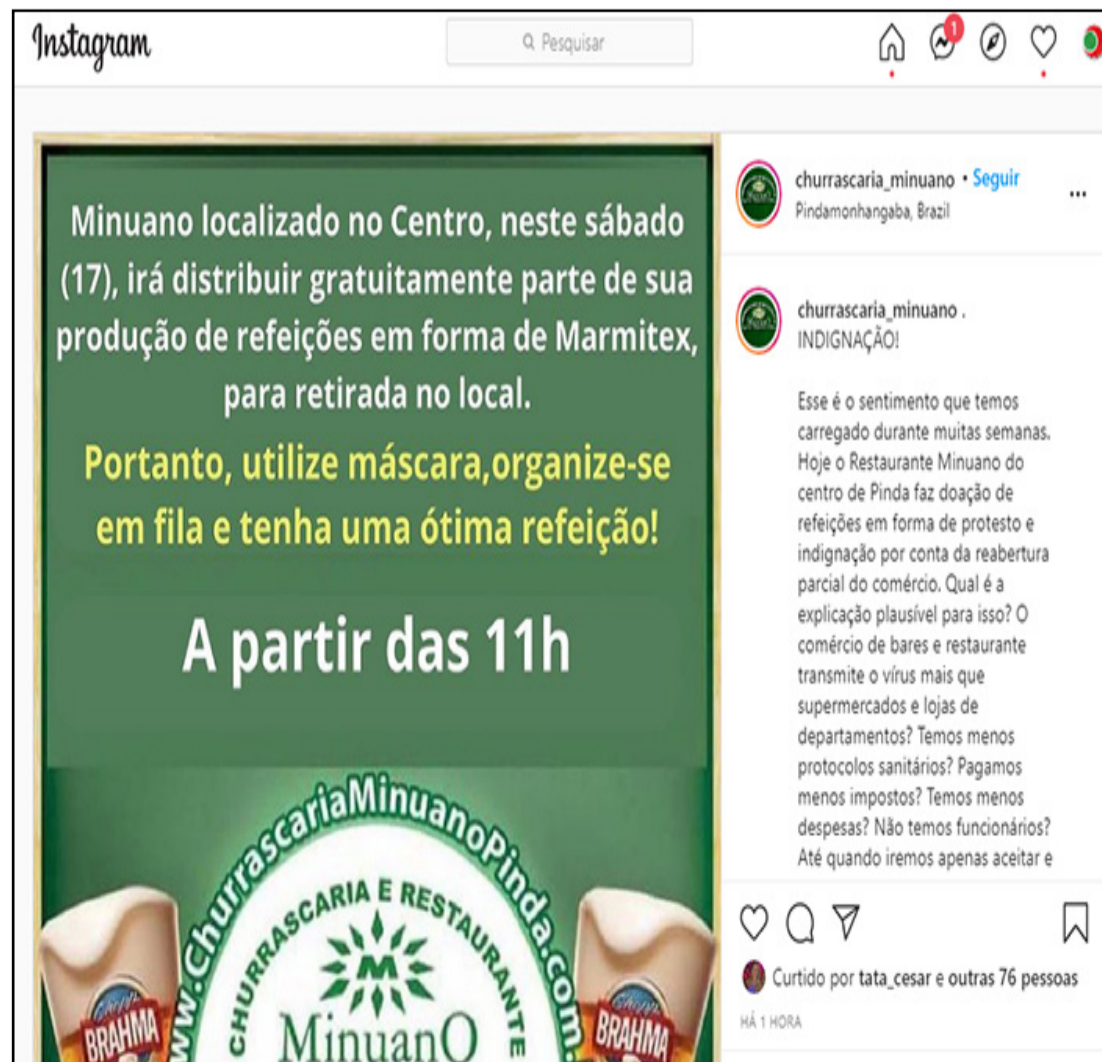 Instagram
Pesquisar
1
Minuano localizado no Centro, neste sábado
(17), irá distribuir gratuitamente parte de sua
produção de refeições em forma de Marmitex,
para retirada no local.
Portanto, utilize máscara,organize-se
em fila e tenha uma ótima refeição!
A partir das 11h
www.ChurrascariaMinuanoPinda.com.
CHURRASCARIA E RESTAURANTE
M
MinuanO
Chopp
BRAHMA
Chopp
BRAHMA
churrascaria_minuano • Seguir
Pindamonhangaba, Brazil
churrascaria_minuano .
INDIGNAÇÃO!
Esse é o sentimento que temos
carregado durante muitas semanas.
Hoje o Restaurante Minuano do
centro de Pinda faz doação de
refeições em forma de protesto e
indignação por conta da reabertura
parcial do comércio. Qual é a
explicação plausível para isso? O
comércio de bares e restaurante
transmite o vírus mais que
supermercados e lojas de
departamentos? Temos menos
protocolos sanitários? Pagamos
menos impostos? Temos menos
despesas? Não temos funcionários?
Até quando iremos apenas aceitar e
Curtido por tata_cesar e outras 76 pessoas
HÁ 1 HORA